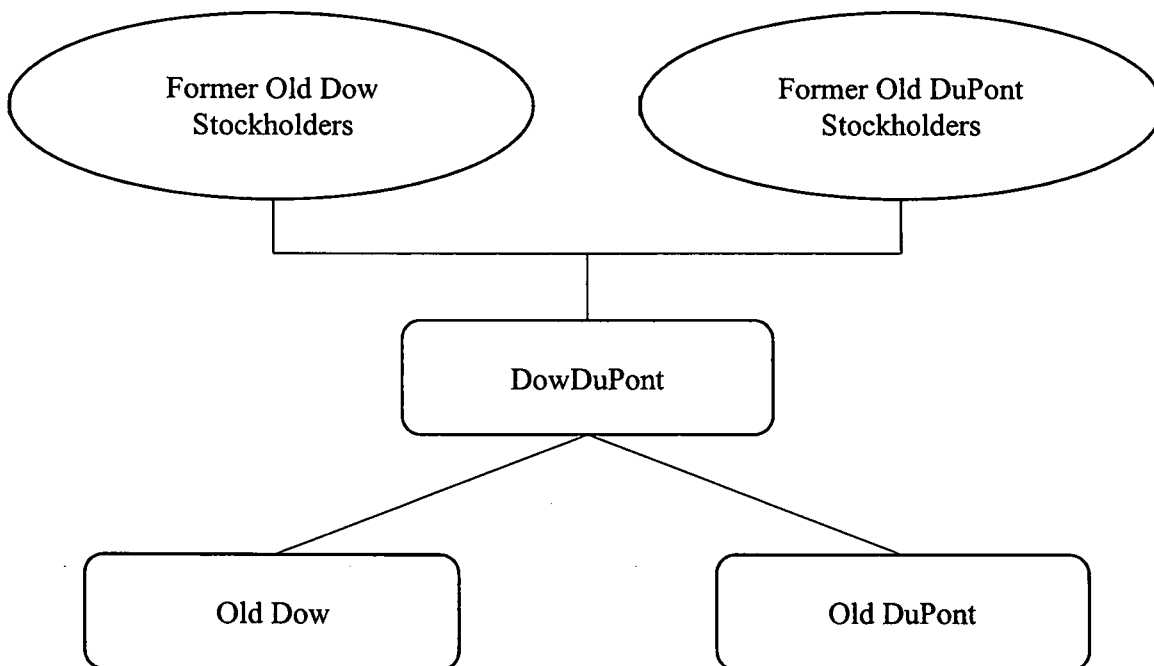 Former Old Dow
Stockholders
Former Old DuPont
Stockholders
DowDuPont
Old Dow
Old DuPont